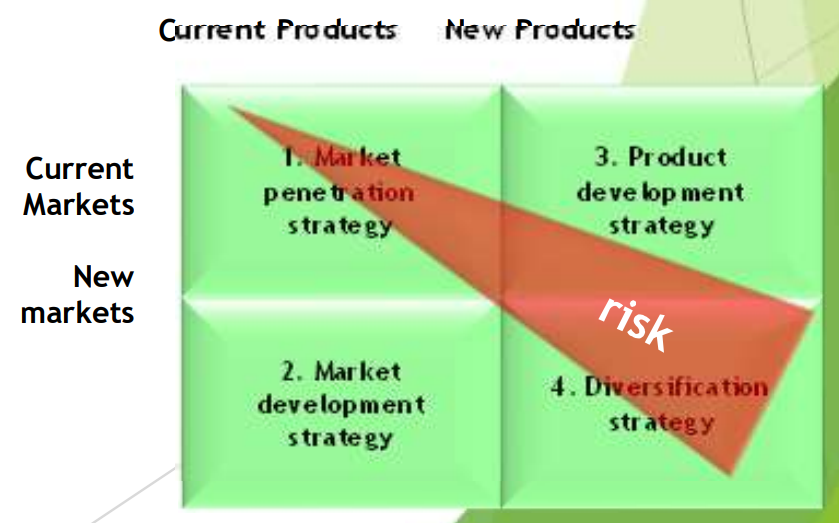 Current Products New Products
Current
Markets
1. Market
penetration
strategy
3. Product
development
strategy
New
markets
risk
2. Market
development
strategy
4. Diversification
strategy